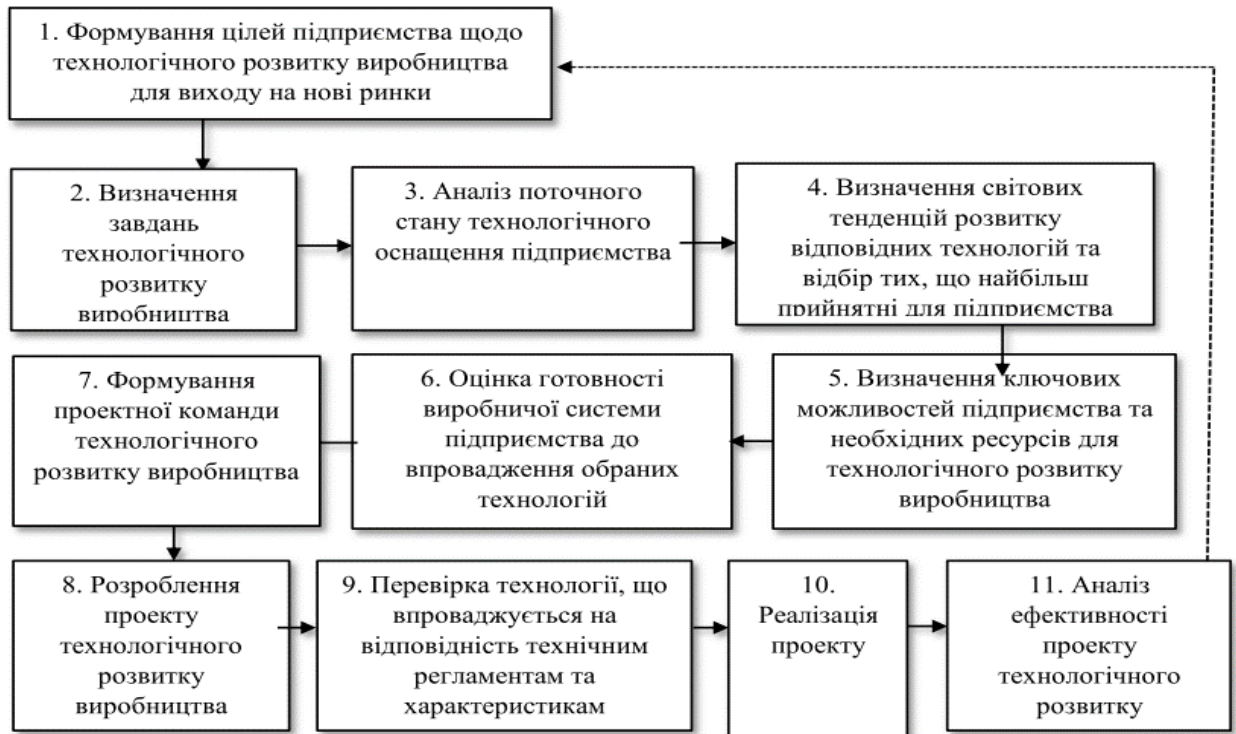 1. Формування цілей підприємства щодо
технологічного розвитку виробництва
для виходу на нові ринки
2. Визначення
завдань
технологічного
розвитку
виробництва
3. Аналіз поточного
стану технологічного
оснащення підприємства
4. Визначення світових
тенденцій розвитку
відповідних технологій та
відбір тих, що найбільш
прийнятні для підприємства
7. Формування
проектної команди
технологічного
розвитку виробництва
6. Оцінка готовності
виробничої системи
підприємства до
впровадження обраних
технологій
5. Визначення ключових
можливостей підприємства та
необхідних ресурсів для
технологічного розвитку
виробництва
8. Розроблення
проекту
технологічного
розвитку
виробництва
9. Перевірка технології, що
впроваджується на
відповідність технічним
регламентам та
характеристикам
10.
Реалізація
проекту
11. Аналіз
ефективності
проекту
технологічного
розвитку